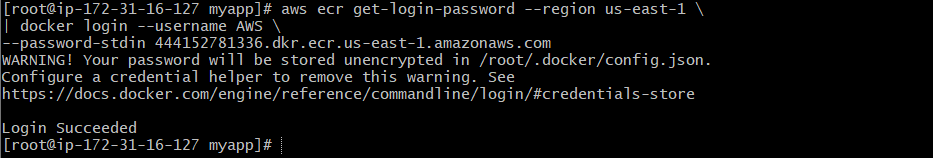 [root@ip-172-31-16-127 myapp]# aws ecr get-login-password --region us-east-1 \
| docker login --username AWS \
--password-stdin 444152781336.dkr.ecr.us-east-1.amazonaws.com
WARNING! Your password will be stored unencrypted in /root/.docker/config.json.
Configure a credential helper to remove this warning. See
https://docs.docker.com/engine/reference/commandline/login/#credentials-store

Login Succeeded
[root@ip-172-31-16-127 myapp]#